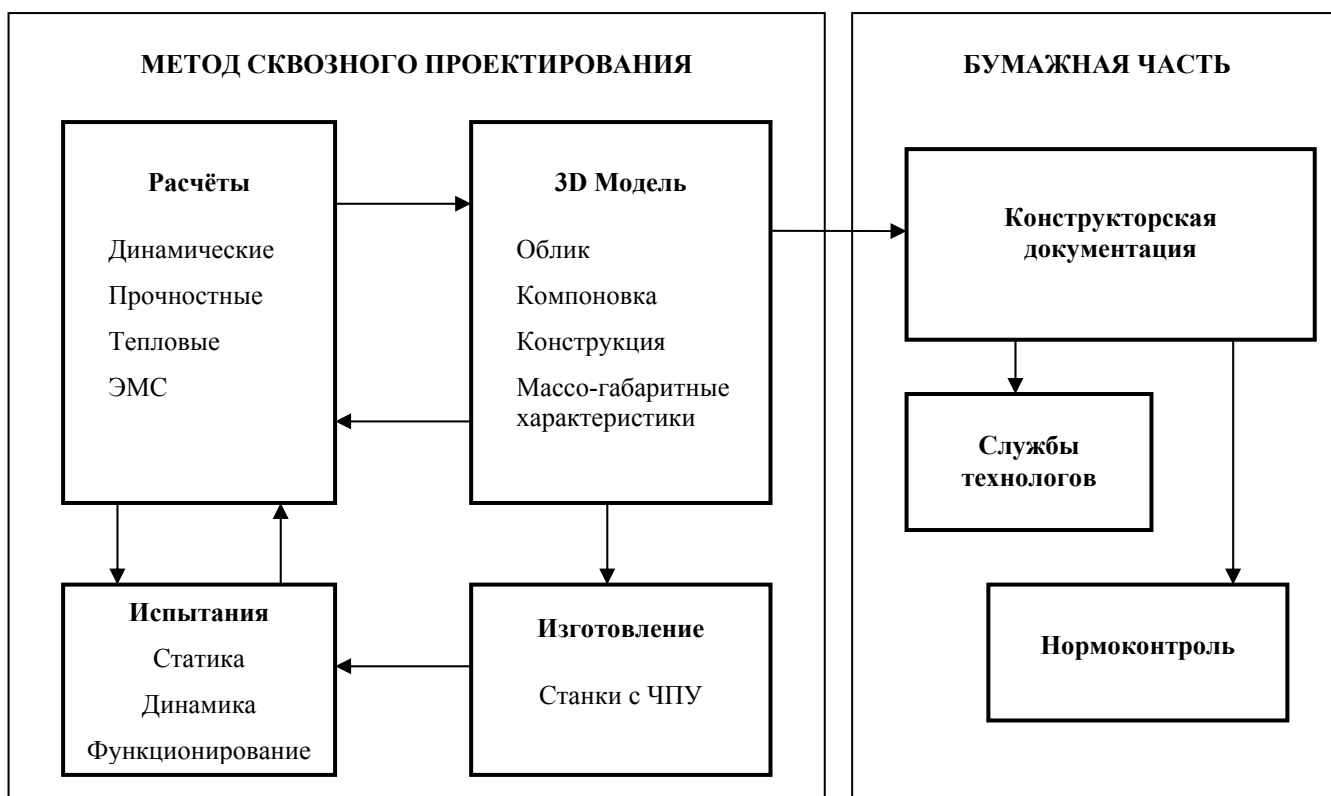 МЕТОД СКВОЗНОГО ПРОЕКТИРОВАНИЯ
Расчёты
Динамические
Прочностные
Тепловые
ЭМС
3D Модель
Облик
Компоновка
Конструкция
Массо-габаритные
характеристики
Испытания
Статика
Динамика
Функционирование
Изготовление
Станки с ЧПУ
БУМАЖНАЯ ЧАСТЬ
Конструкторская
документация
Службы
технологов
Нормоконтроль